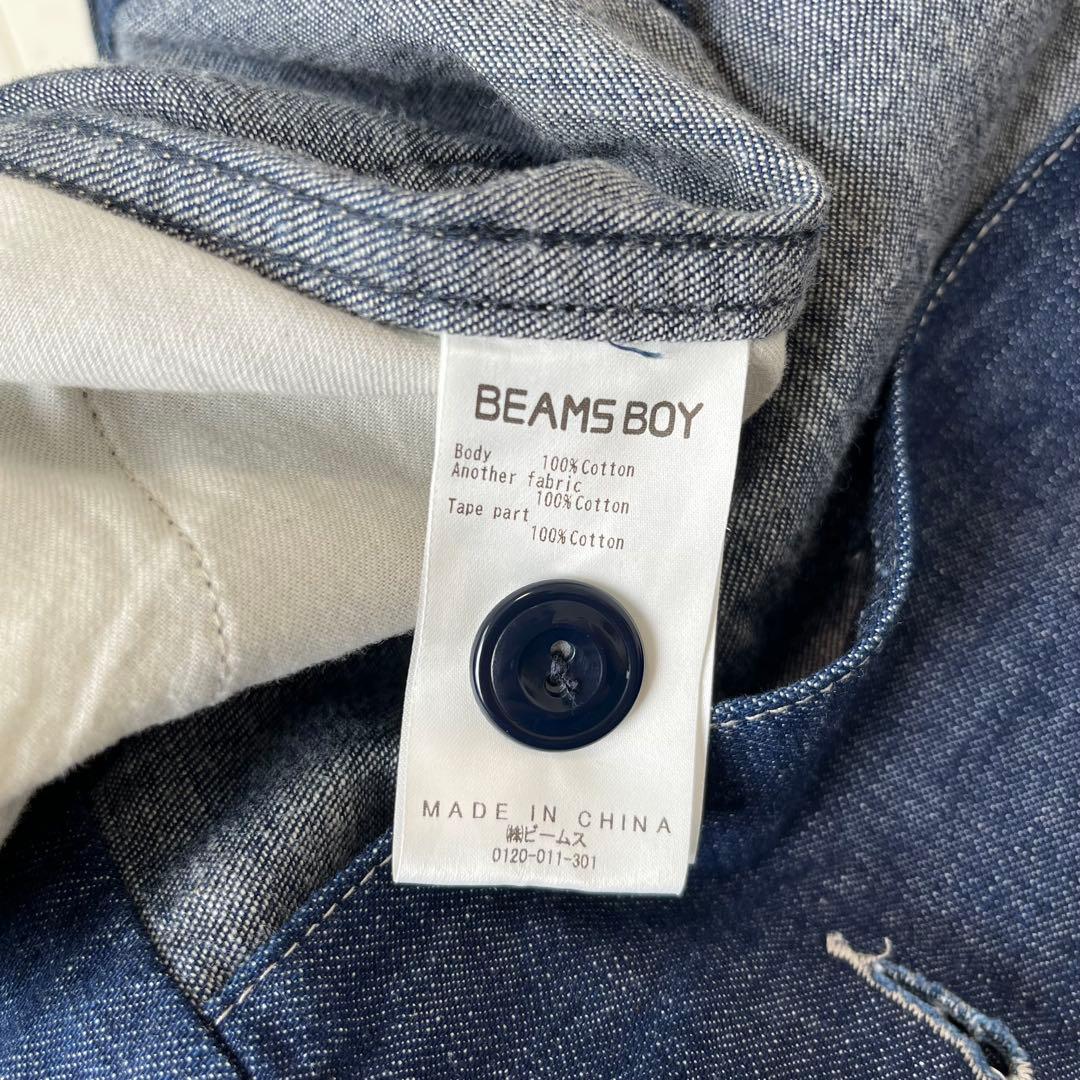 BEAMS BOY
Body 100%Cotton
Another fabric
100%Cotton
Tape part
100%Cotton
MADE IN CHINA
㈱ビームス
0120-011-301